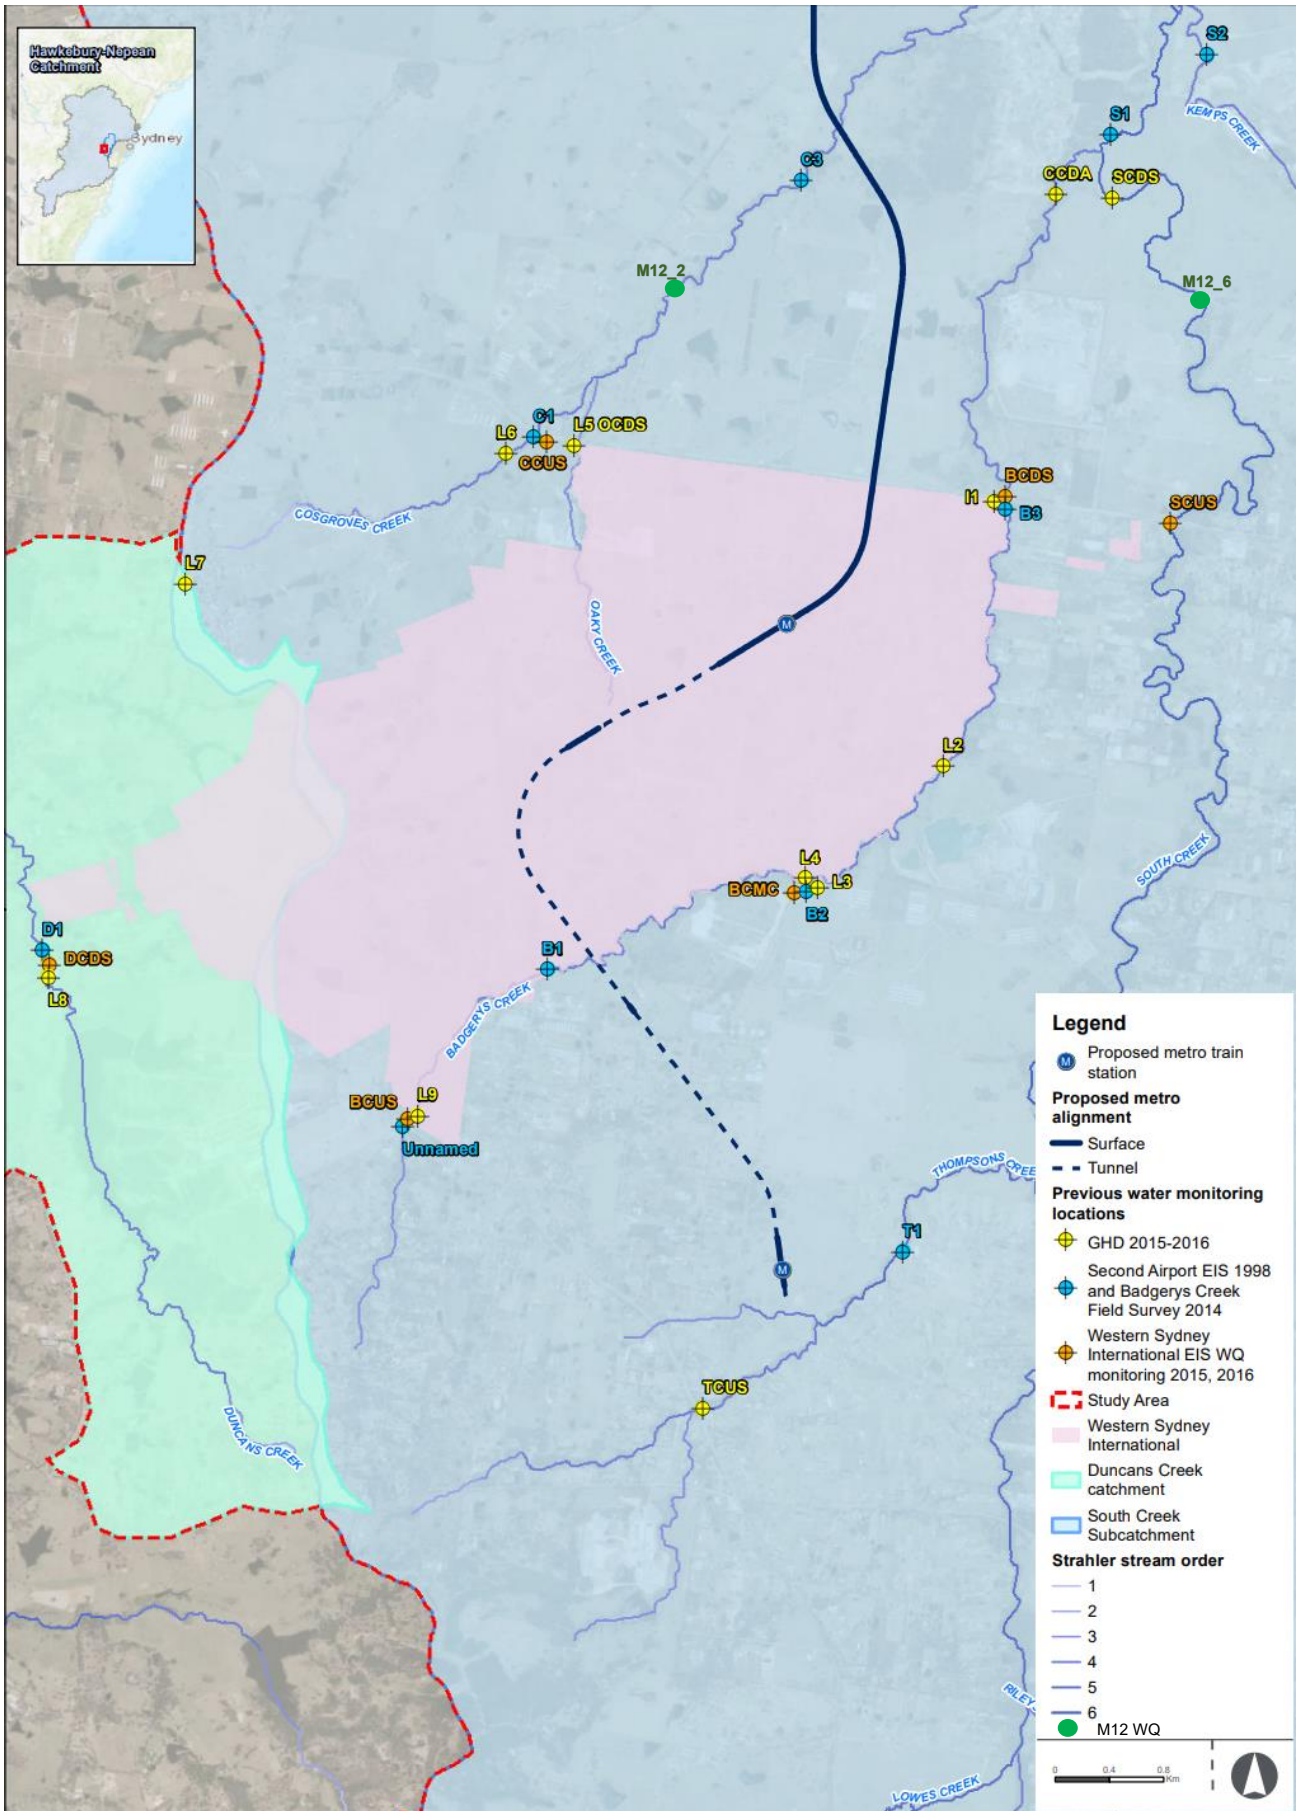 Hawkesbury-Nepean
Catchment
Sydney
S2
KEMPS CREEK
S1
C3
CCDA
SCDS
M12_2
M12_6
C1
L5 OCDS
L6
CCUS
COSGROVES CREEK
BCDS
I1
B3
SCUS
L7
M
OAKY CREEK
L2
SOUTH CREEK
L4
BCMC
L3
B2
D1
DCDS
L8
B1
BADGERYS CREEK
BCUS
L9
Unnamed
THOMPSONS CREE
T1
M
TCUS
DUNCANS CREEK
RILEY
LOWES CREEK
Legend
M
Proposed metro train
station
Proposed metro
alignment
Surface
Tunnel
Previous water monitoring
locations
GHD 2015-2016
Second Airport EIS 1998
and Badgerys Creek
Field Survey 2014
Western Sydney
International EIS WQ
monitoring 2015, 2016
Study Area
Western Sydney
International
Duncans Creek
catchment
South Creek
Subcatchment
Strahler stream order
1
2
3
4
5
6
M12 WQ
0 0.4 0.8
Km